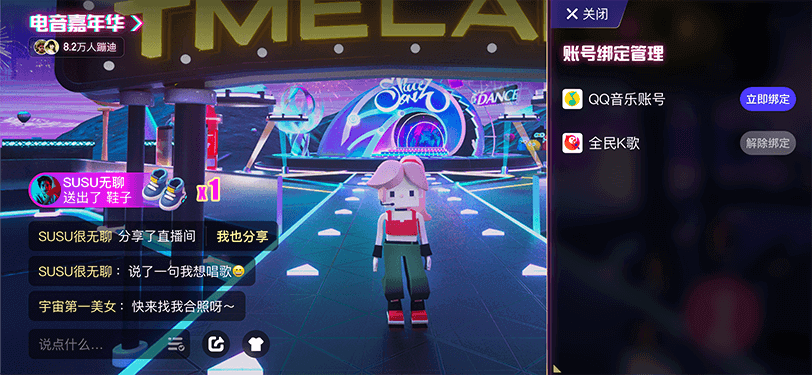 电音嘉年华
8.2万人蹦迪
TMELAN
DANCE
SUSU无聊
送出了 鞋子
x1
SUSU很无聊 分享了直播间 我也分享
SUSU很无聊：说了一句我想唱歌😁
宇宙第一美女：快来找我合照呀～
说点什么...
关闭
账号绑定管理
QQ音乐账号 立即绑定
全民K歌 解除绑定